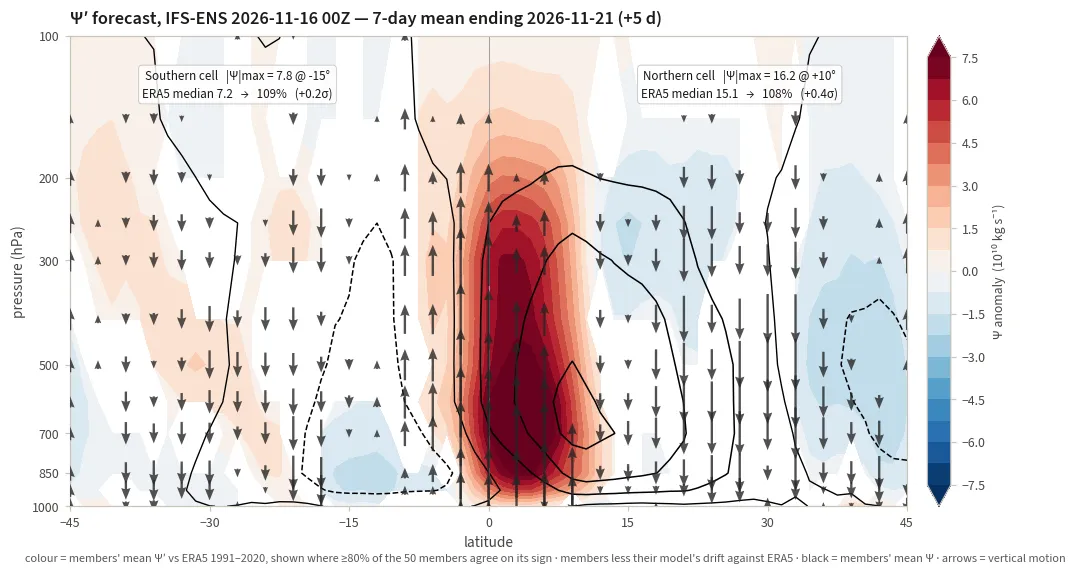 Ψ′ forecast, IFS-ENS 2026-11-16 00Z — 7-day mean ending 2026-11-21 (+5 d)
Southern cell |Ψ|max = 7.8 @ -15°
ERA5 median 7.2 → 109% (+0.2σ)
Northern cell |Ψ|max = 16.2 @ +10°
ERA5 median 15.1 → 108% (+0.4σ)
100
200
300
400
500
700
850
1000
pressure (hPa)
−45
−30
−15
0
15
30
45
latitude
7.5
6.0
4.5
3.0
1.5
0.0
−1.5
−3.0
−4.5
−6.0
−7.5
Ψ anomaly (10¹⁰ kg s⁻¹)
colour = members' mean Ψ′ vs ERA5 1991–2020, shown where ≥80% of the 50 members agree on its sign · members less their model's drift against ERA5 · black = members' mean Ψ · arrows = vertical motion